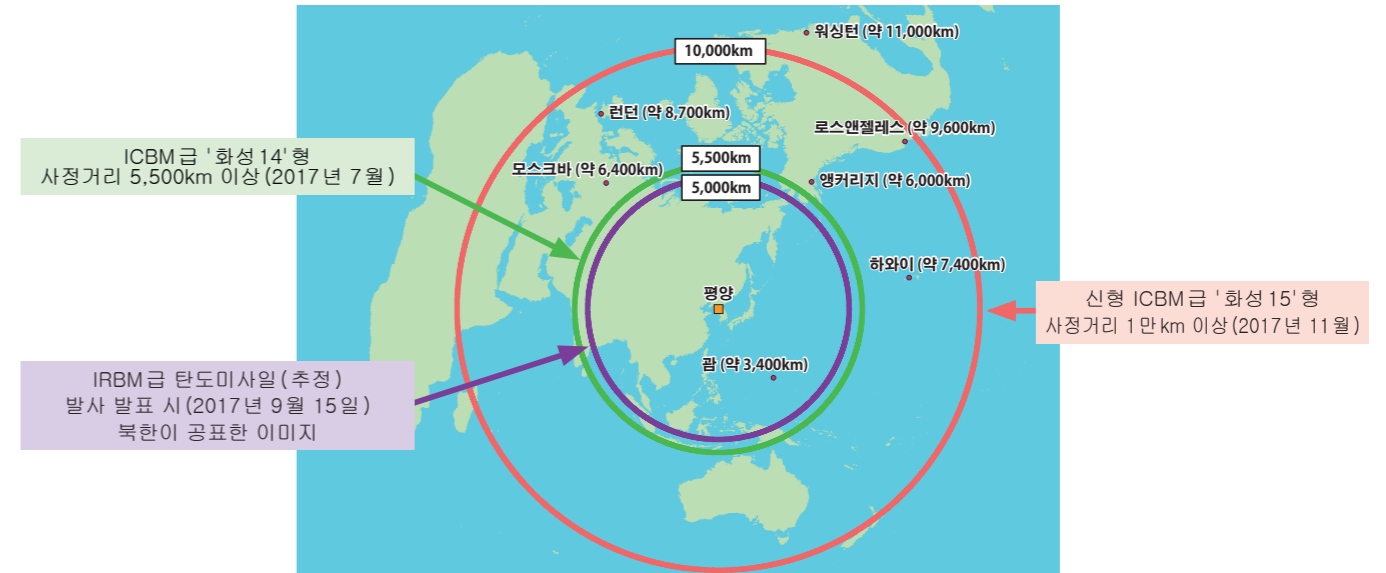 워싱턴 (약 11,000km)
10,000km
런던 (약 8,700km)
로스앤젤레스 (약 9,600km)
ICBM급 '화성14'형
사정거리 5,500km 이상(2017년 7월)
5,500km
모스크바 (약 6,400km)
5,000km
앵커리지 (약 6,000km)
하와이 (약 7,400km)
평양
신형 ICBM급 '화성15'형
사정거리 1만km 이상(2017년 11월)
괌 (약 3,400km)
IRBM급 탄도미사일(추정)
발사 발표 시(2017년 9월 15일)
북한이 공표한 이미지